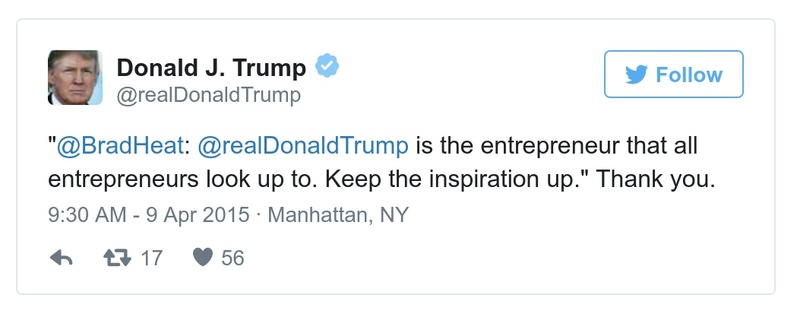 Donald J. Trump
@realDonaldTrump
Follow
"@BradHeat: @realDonaldTrump is the entrepreneur that all
entrepreneurs look up to. Keep the inspiration up." Thank you.
9:30 AM - 9 Apr 2015 · Manhattan, NY
17 56